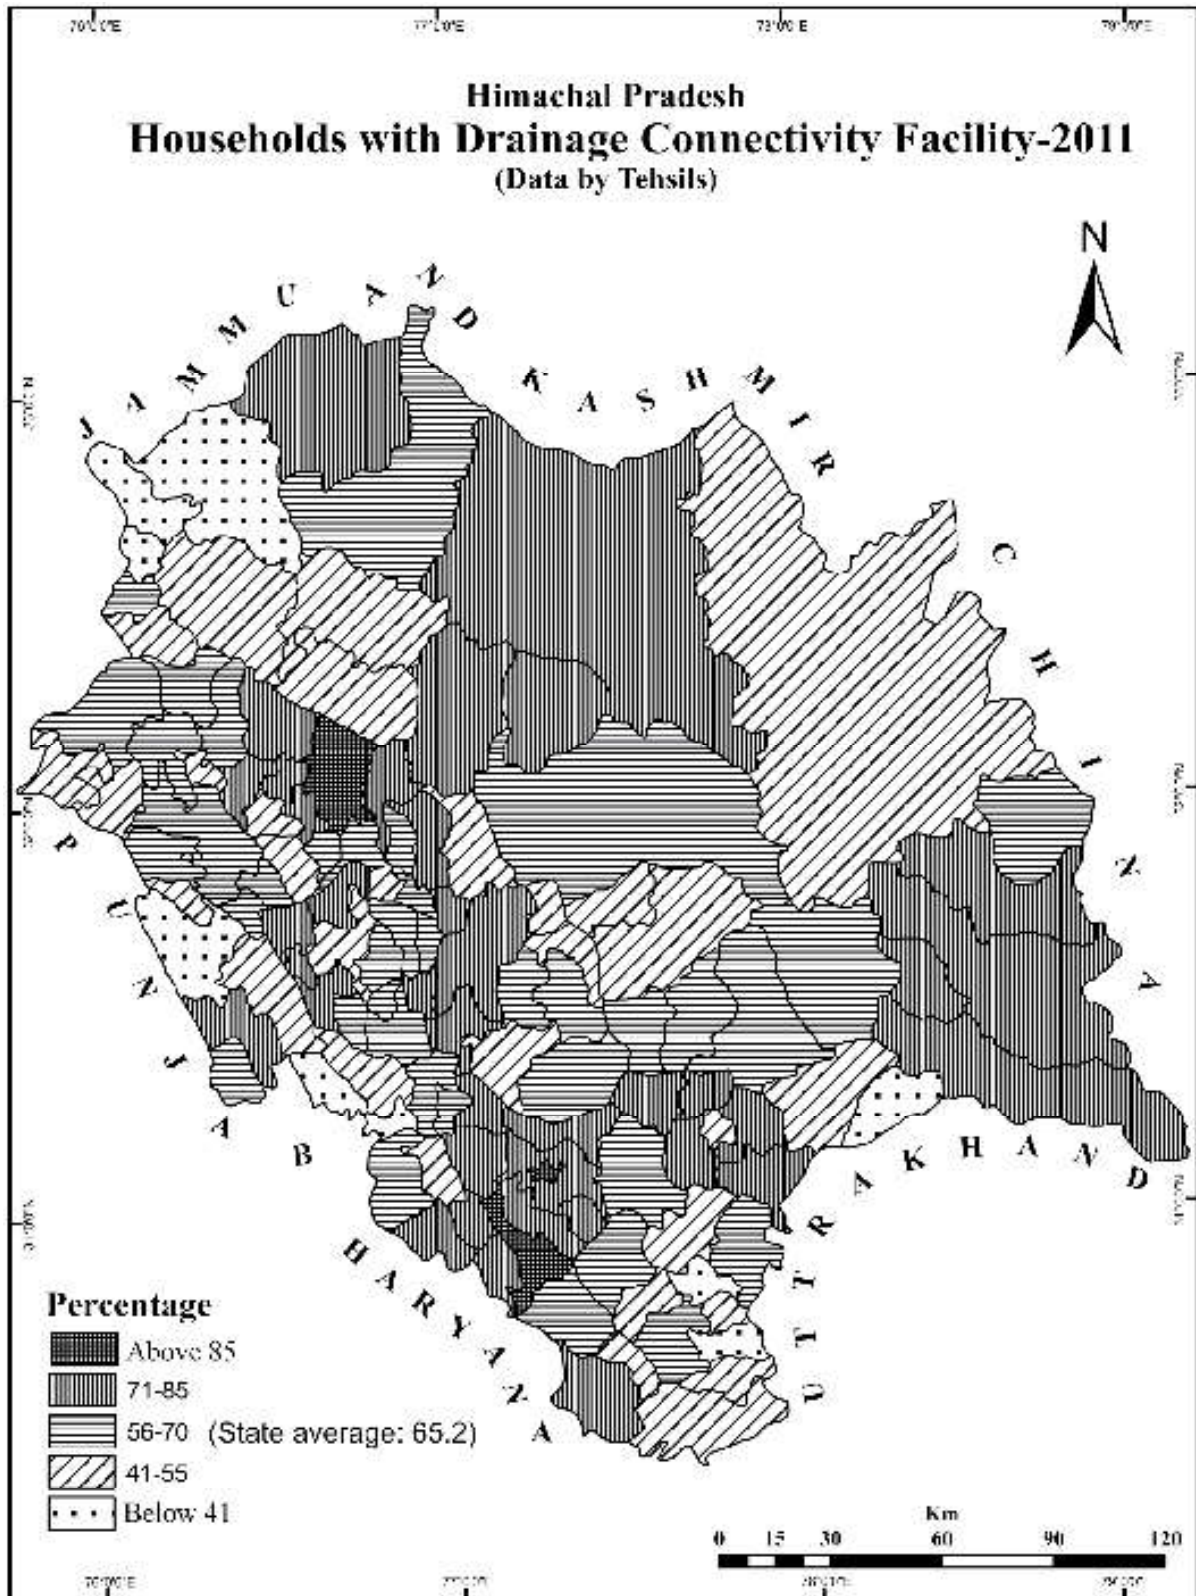 Himachal Pradesh
Households with Drainage Connectivity Facility-2011
(Data by Tehsils)
N
JAMMU AND KASHMIR
CHINA
PUNJAB
HARYANA
UTTTRAKHAND
Percentage
Above 85
71-85
56-70 (State average: 65.2)
41-55
Below 41
Km
0 15 30 60 90 120